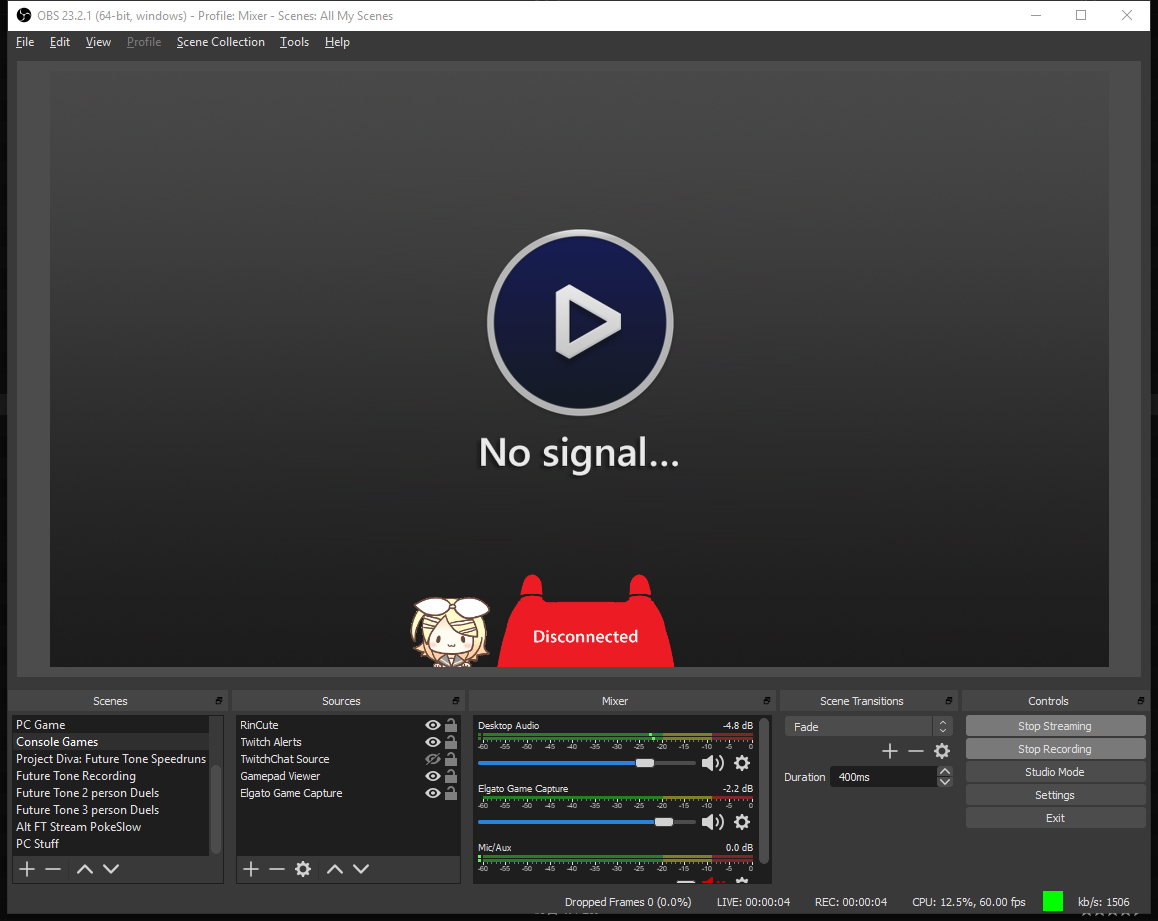 OBS 23.2.1 (64-bit, windows) - Profile: Mixer - Scenes: All My Scenes
File Edit View Profile Scene Collection Tools Help
No signal...
Disconnected
Scenes
PC Game
Console Games
Project Diva: Future Tone Speedruns
Future Tone Recording
Future Tone 2 person Duels
Future Tone 3 person Duels
Alt FT Stream PokeSlow
PC Stuff
Sources
RinCute
Twitch Alerts
TwitchChat Source
Gamepad Viewer
Elgato Game Capture
Mixer
Desktop Audio -4.8 dB
-60 -55 -50 -45 -40 -35 -30 -25 -20 -15 -10 -5 0
Elgato Game Capture -2.2 dB
-60 -55 -50 -45 -40 -35 -30 -25 -20 -15 -10 -5 0
Mic/Aux 0.0 dB
-60 -55 -50 -45 -40 -35 -30 -25 -20 -15 -10 -5 0
Scene Transitions
Fade
Duration 400ms
Controls
Stop Streaming
Stop Recording
Studio Mode
Settings
Exit
Dropped Frames 0 (0.0%) LIVE: 00:00:04 REC: 00:00:04 CPU: 12.5%, 60.00 fps kb/s: 1506